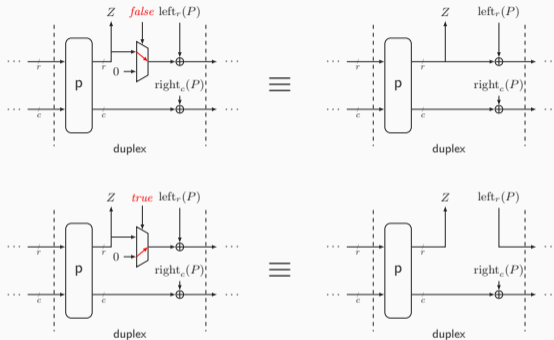 Z false left_r(P)
0
r p r
right_c(P)
c c
duplex
≡
Z left_r(P)
r p r
right_c(P)
c c
duplex
Z true left_r(P)
r p r
0
right_c(P)
c c
duplex
≡
Z left_r(P)
r p r
right_c(P)
c c
duplex